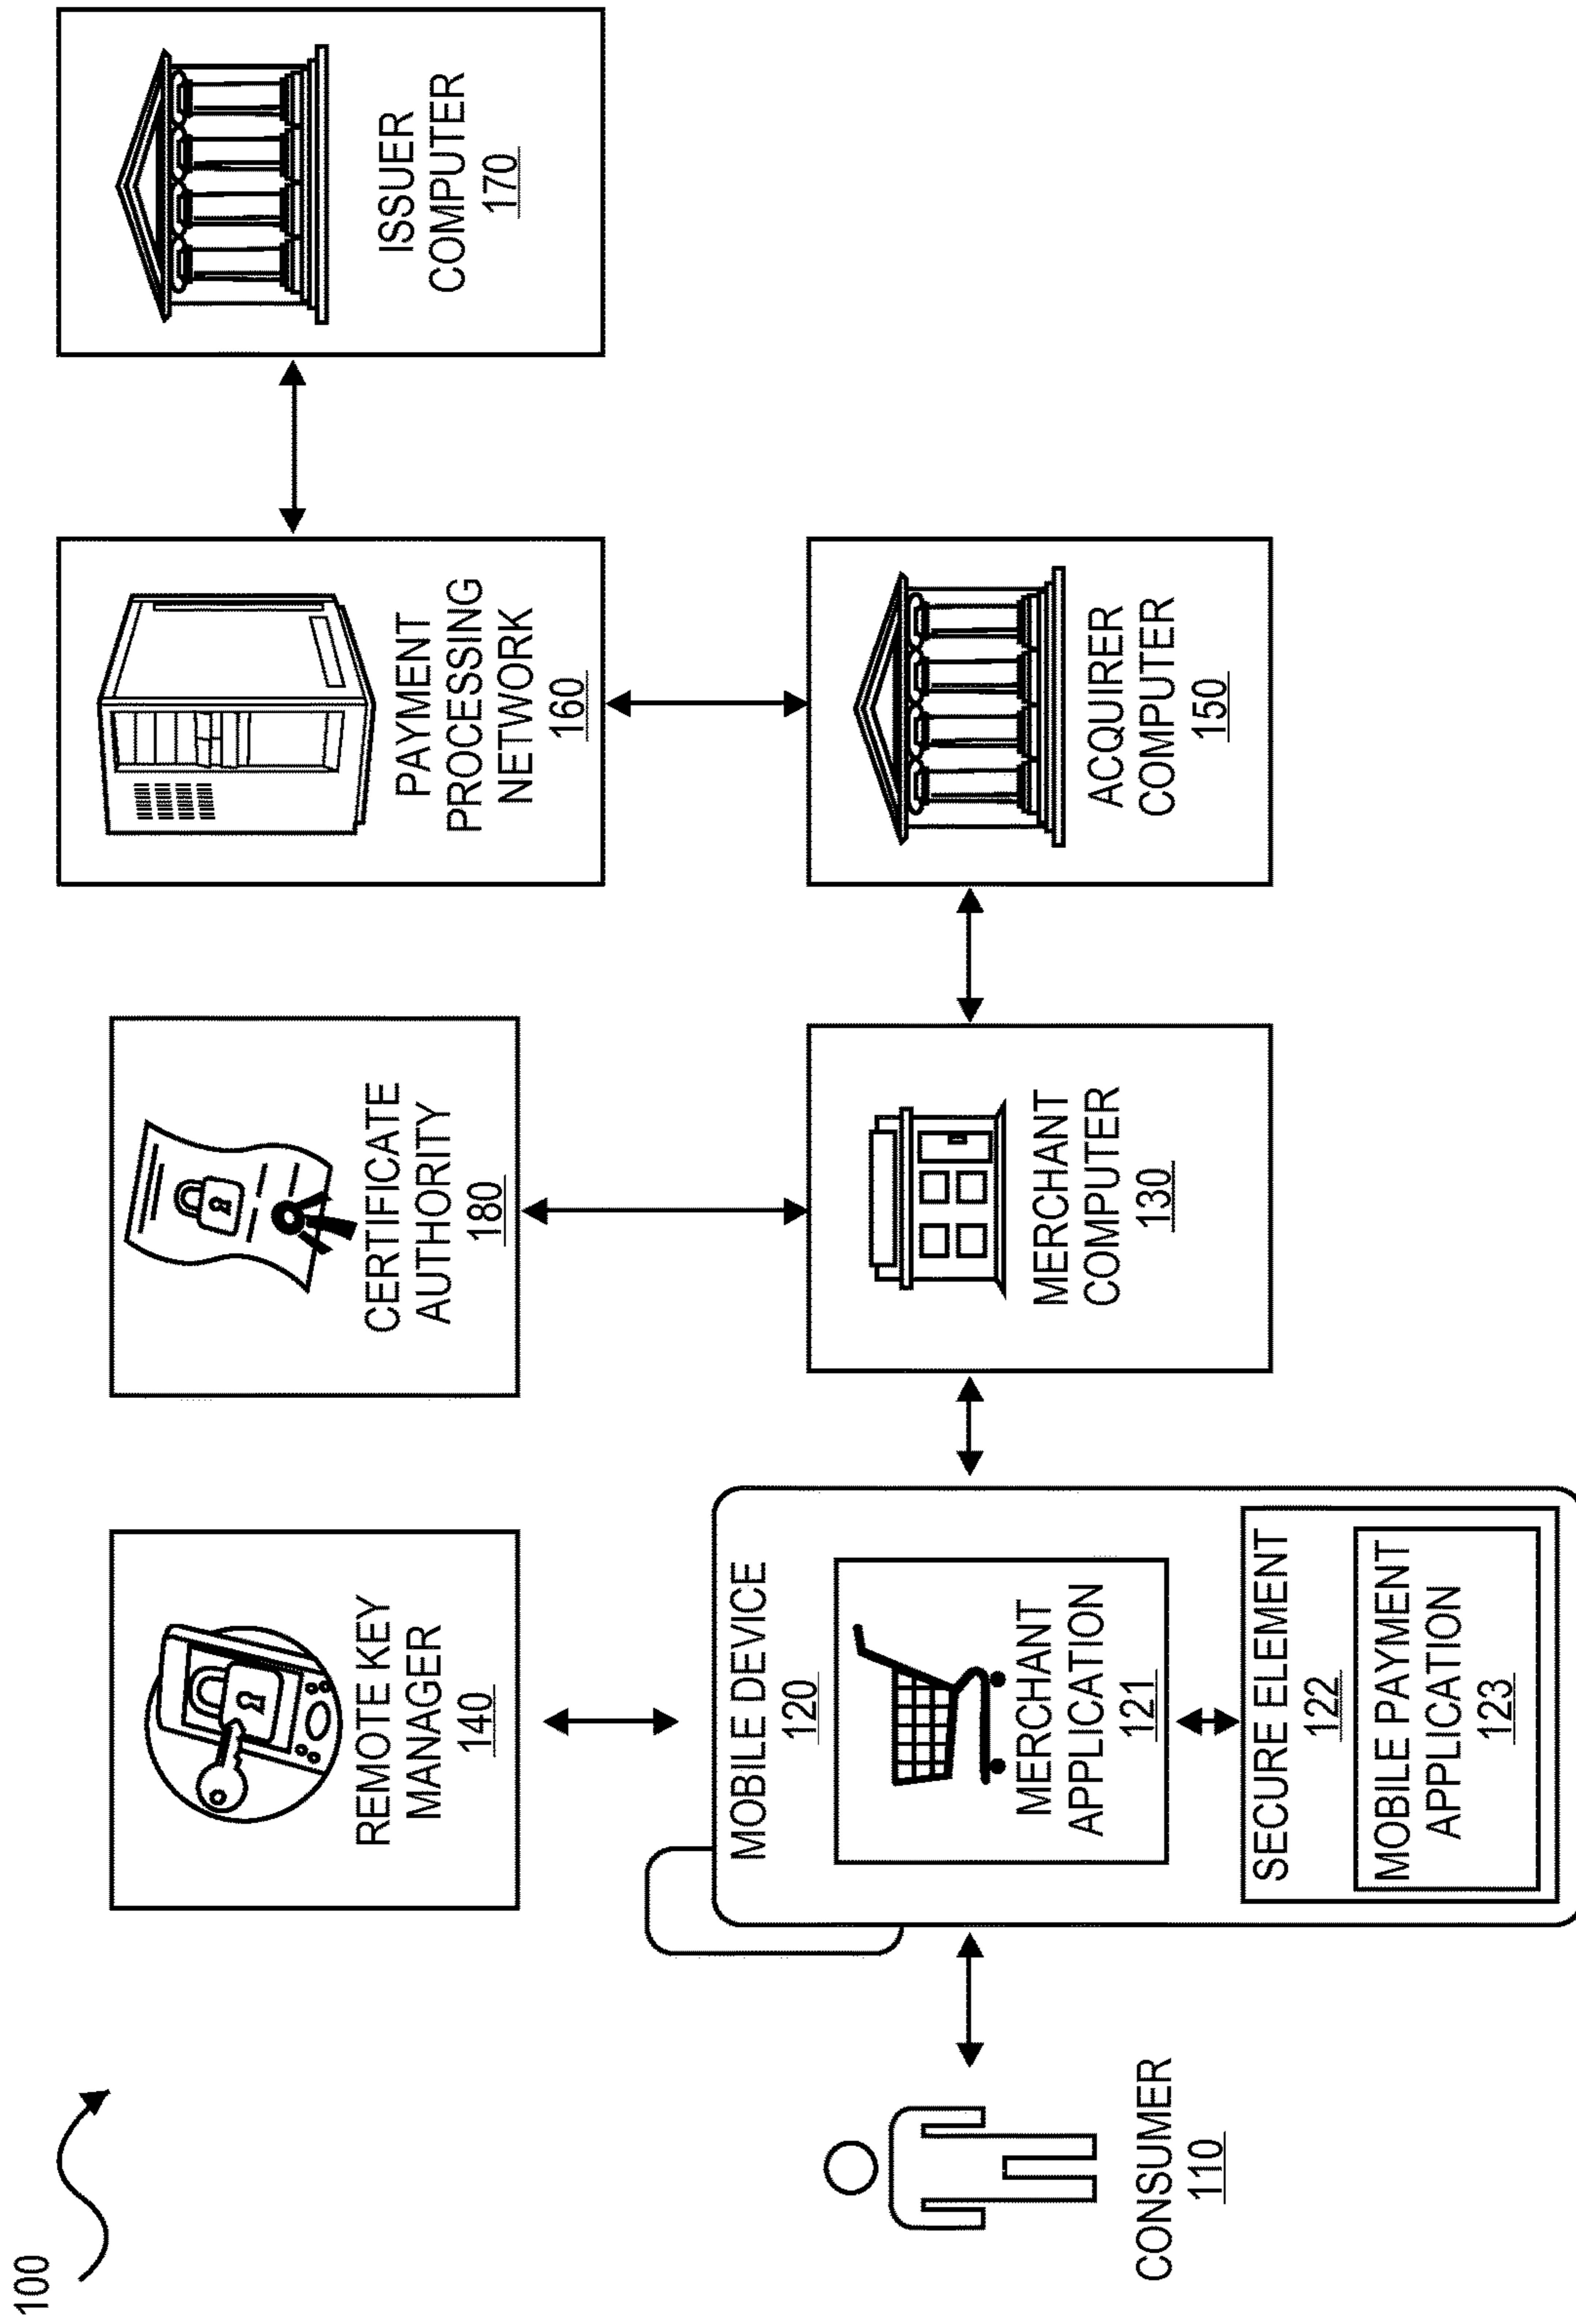 100
REMOTE KEY
MANAGER
140
CERTIFICATE
AUTHORITY
180
PAYMENT
PROCESSING
NETWORK
160
ISSUER
COMPUTER
170
CONSUMER
110
MOBILE DEVICE
120
MERCHANT
APPLICATION
121
SECURE ELEMENT
122
MOBILE PAYMENT
APPLICATION
123
MERCHANT
COMPUTER
130
ACQUIRER
COMPUTER
150